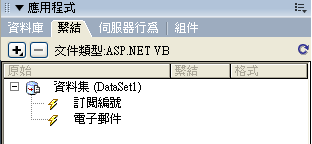 應用程式
資料庫 繫結 伺服器行為 組件
文件類型:ASP.NET VB
原始 繫結 格式
資料集 (DataSet1)
訂閱編號
電子郵件